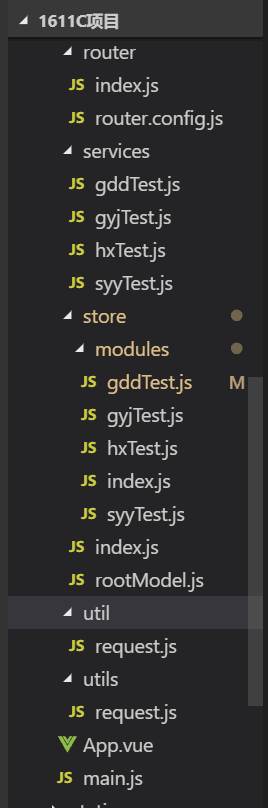 1611C项目
router
JS index.js
JS router.config.js
services
JS gddTest.js
JS gyjTest.js
JS hxTest.js
JS syyTest.js
store
modules
JS gddTest.js M
JS gyjTest.js
JS hxTest.js
JS index.js
JS syyTest.js
JS index.js
JS rootModel.js
util
JS request.js
utils
JS request.js
App.vue
JS main.js